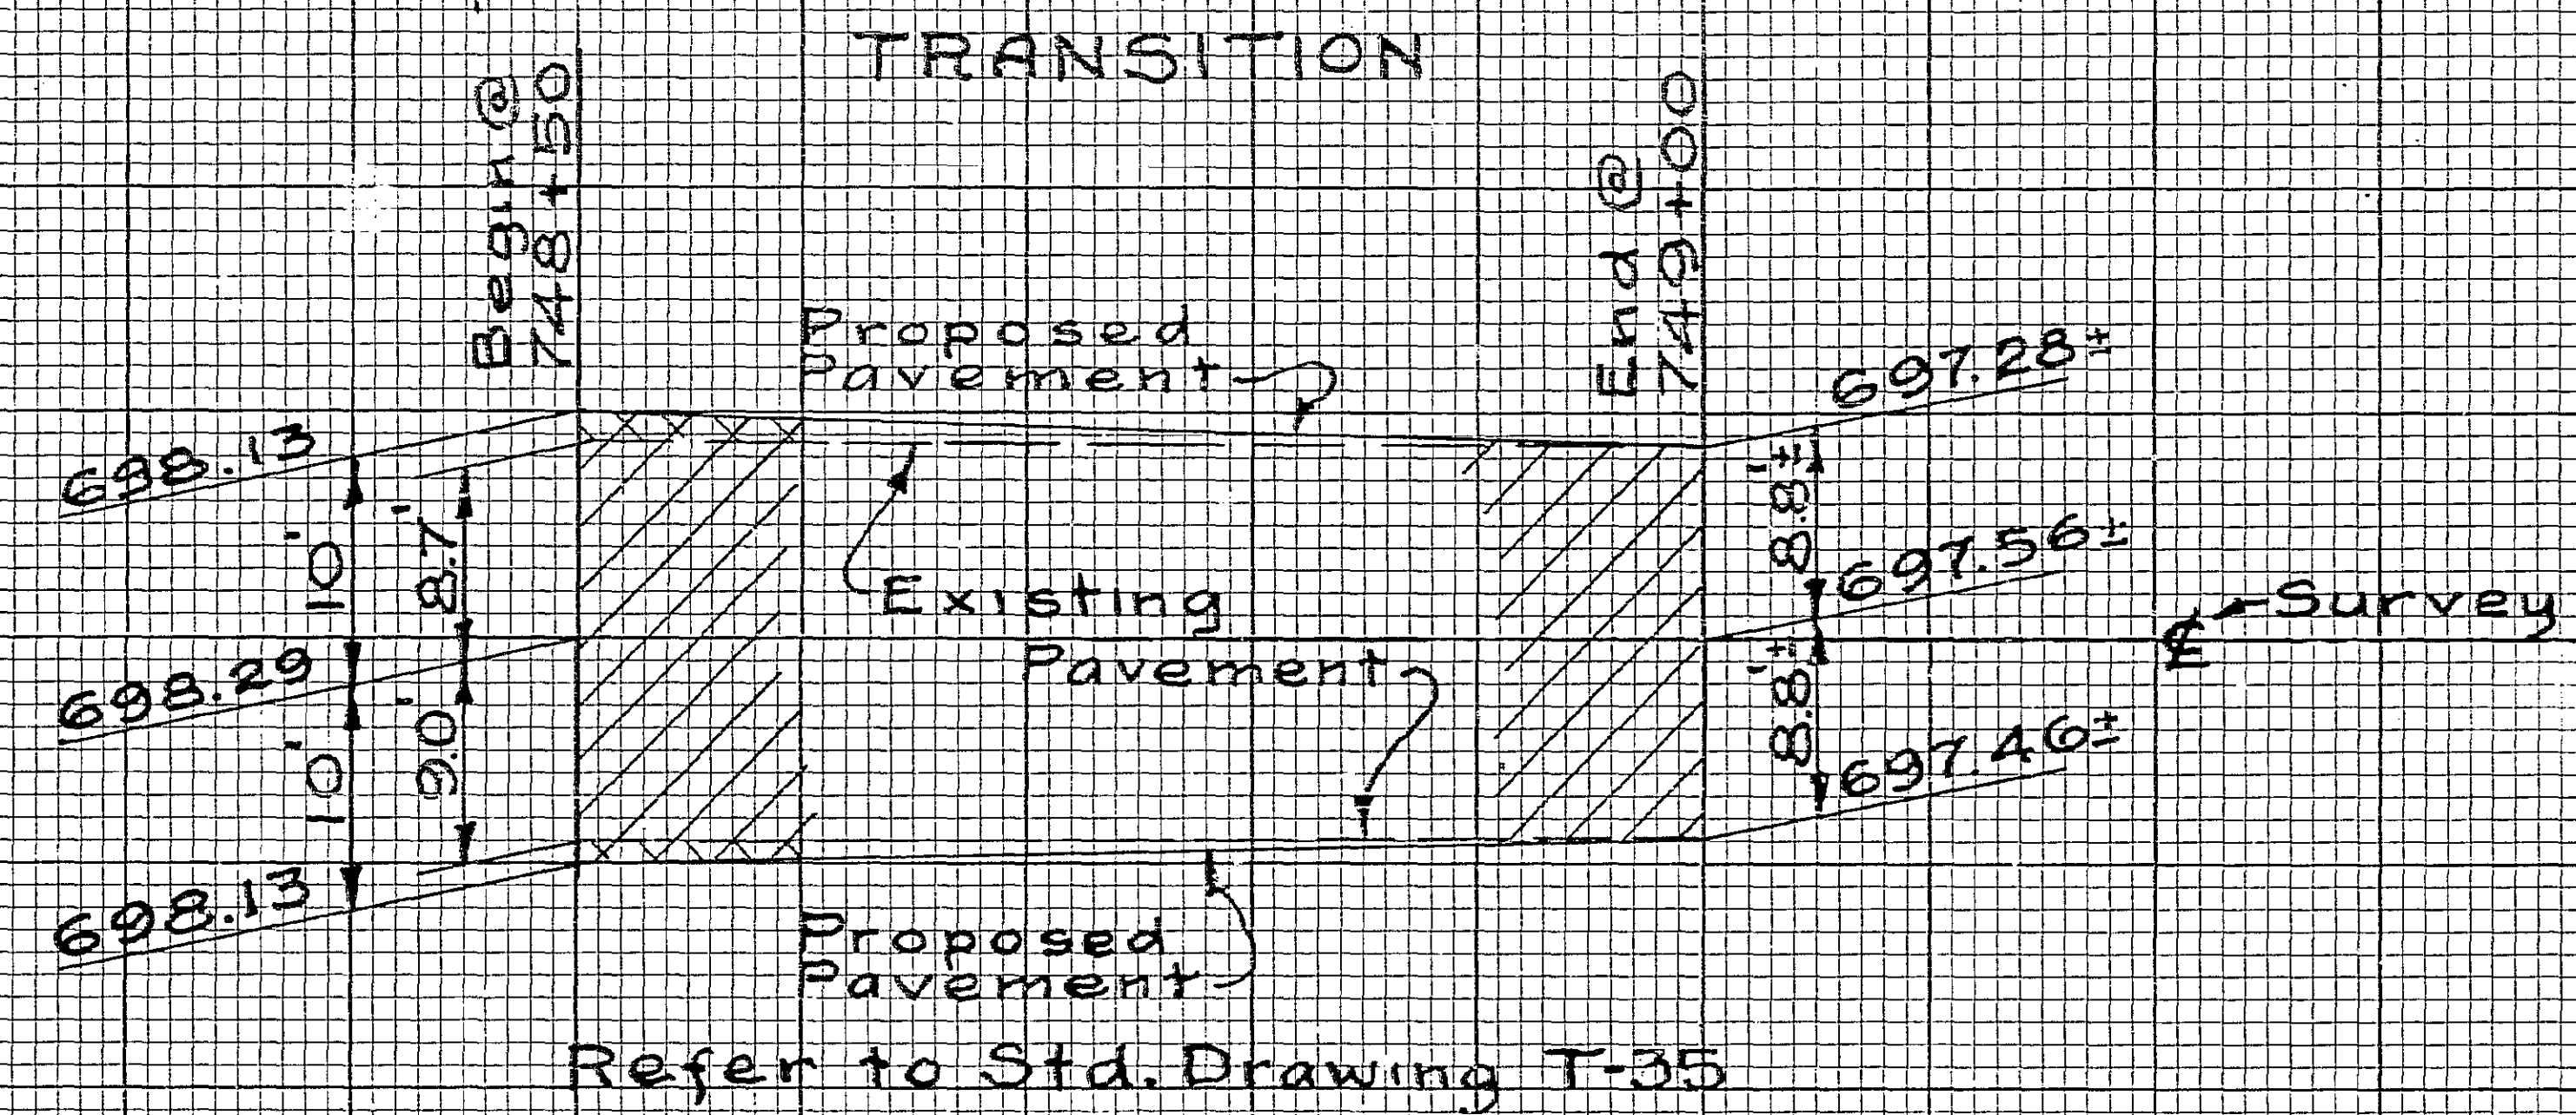 TRANSITION
Begin @
748+50
End @
749+00
Proposed
Pavement
697.28±
698.13
10'
8.7'
8.8'±
697.56±
Existing
Pavement
℄ Survey
698.29
10'
9.0'
8.8'±
697.46±
698.13
Proposed
Pavement
Refer to Std. Drawing T-35